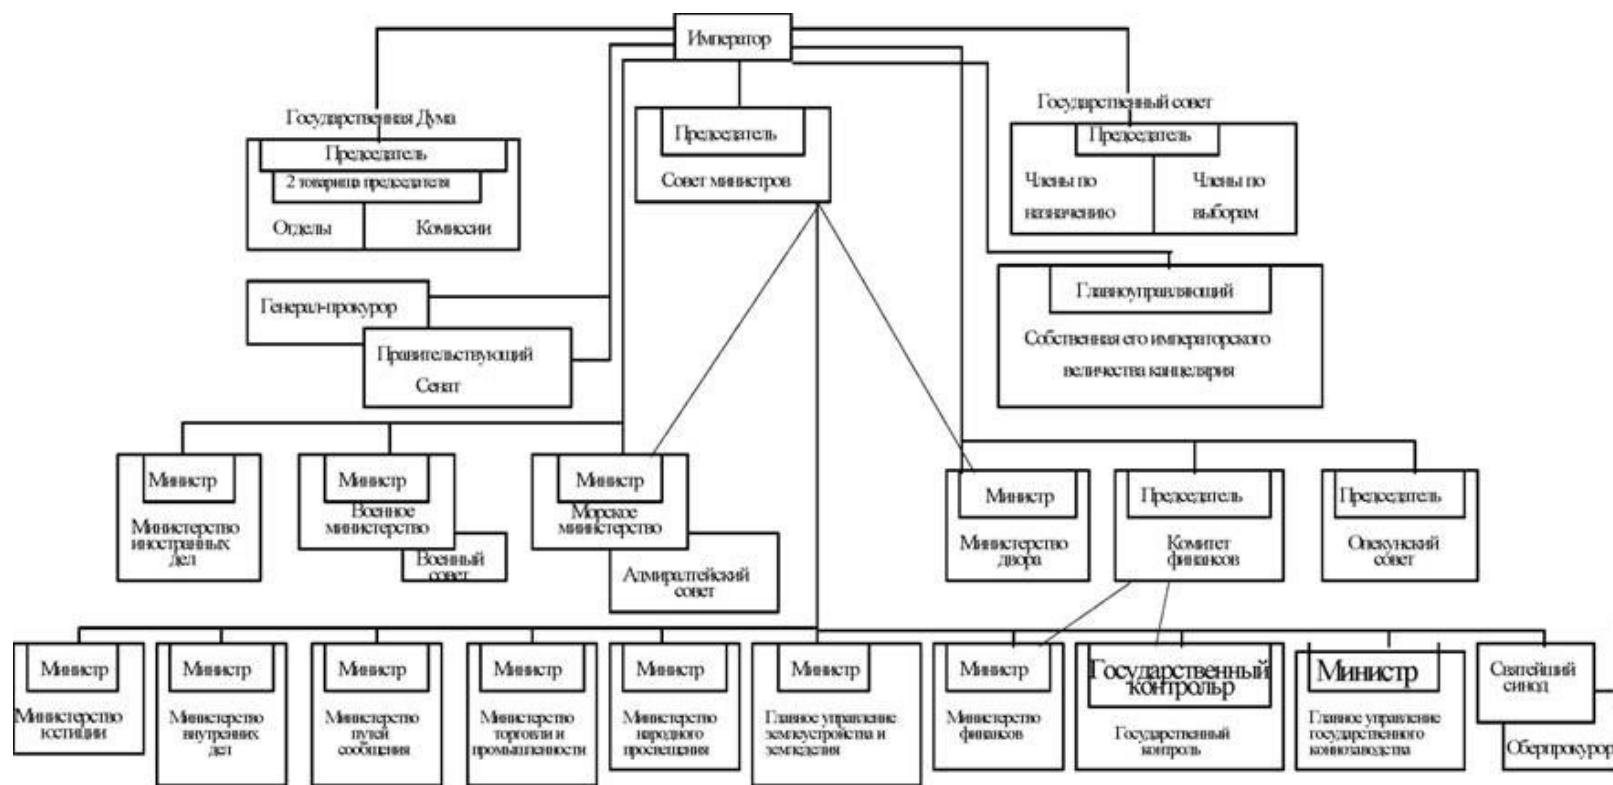 Император
Государственная Дума
Председатель
2 товарища председателя
Отделы
Комиссии
Председатель
Совет министров
Государственный совет
Председатель
Члены по
назначению
Члены по
выборам
Генерал-прокурор
Правительствующий
Сенат
Главноуправляющий
Собственная его императорского
величества канцелярия
Министр
Министерство
иностранных
дел
Министр
Военное
министерство
Военный
совет
Министр
Морское
миинстерство
Адмиралтейский
совет
Министр
Министерство
двора
Председатель
Комитет
финансов
Председатель
Опекунский
совет
Министр
Министерство
юстиции
Министр
Министерство
внутренних
дел
Министр
Министерство
путей
сообщения
Министр
Министерство
торговли и
промышленности
Министр
Министерство
народного
просвещения
Министр
Главное управление
землеустройства и
земледелия
Министр
Министерство
финансов
Государственный
контрольр
Государственный
контроль
Министр
Главное управление
государственного
коннозаводства
Святейший
синод
Оберпрокурор